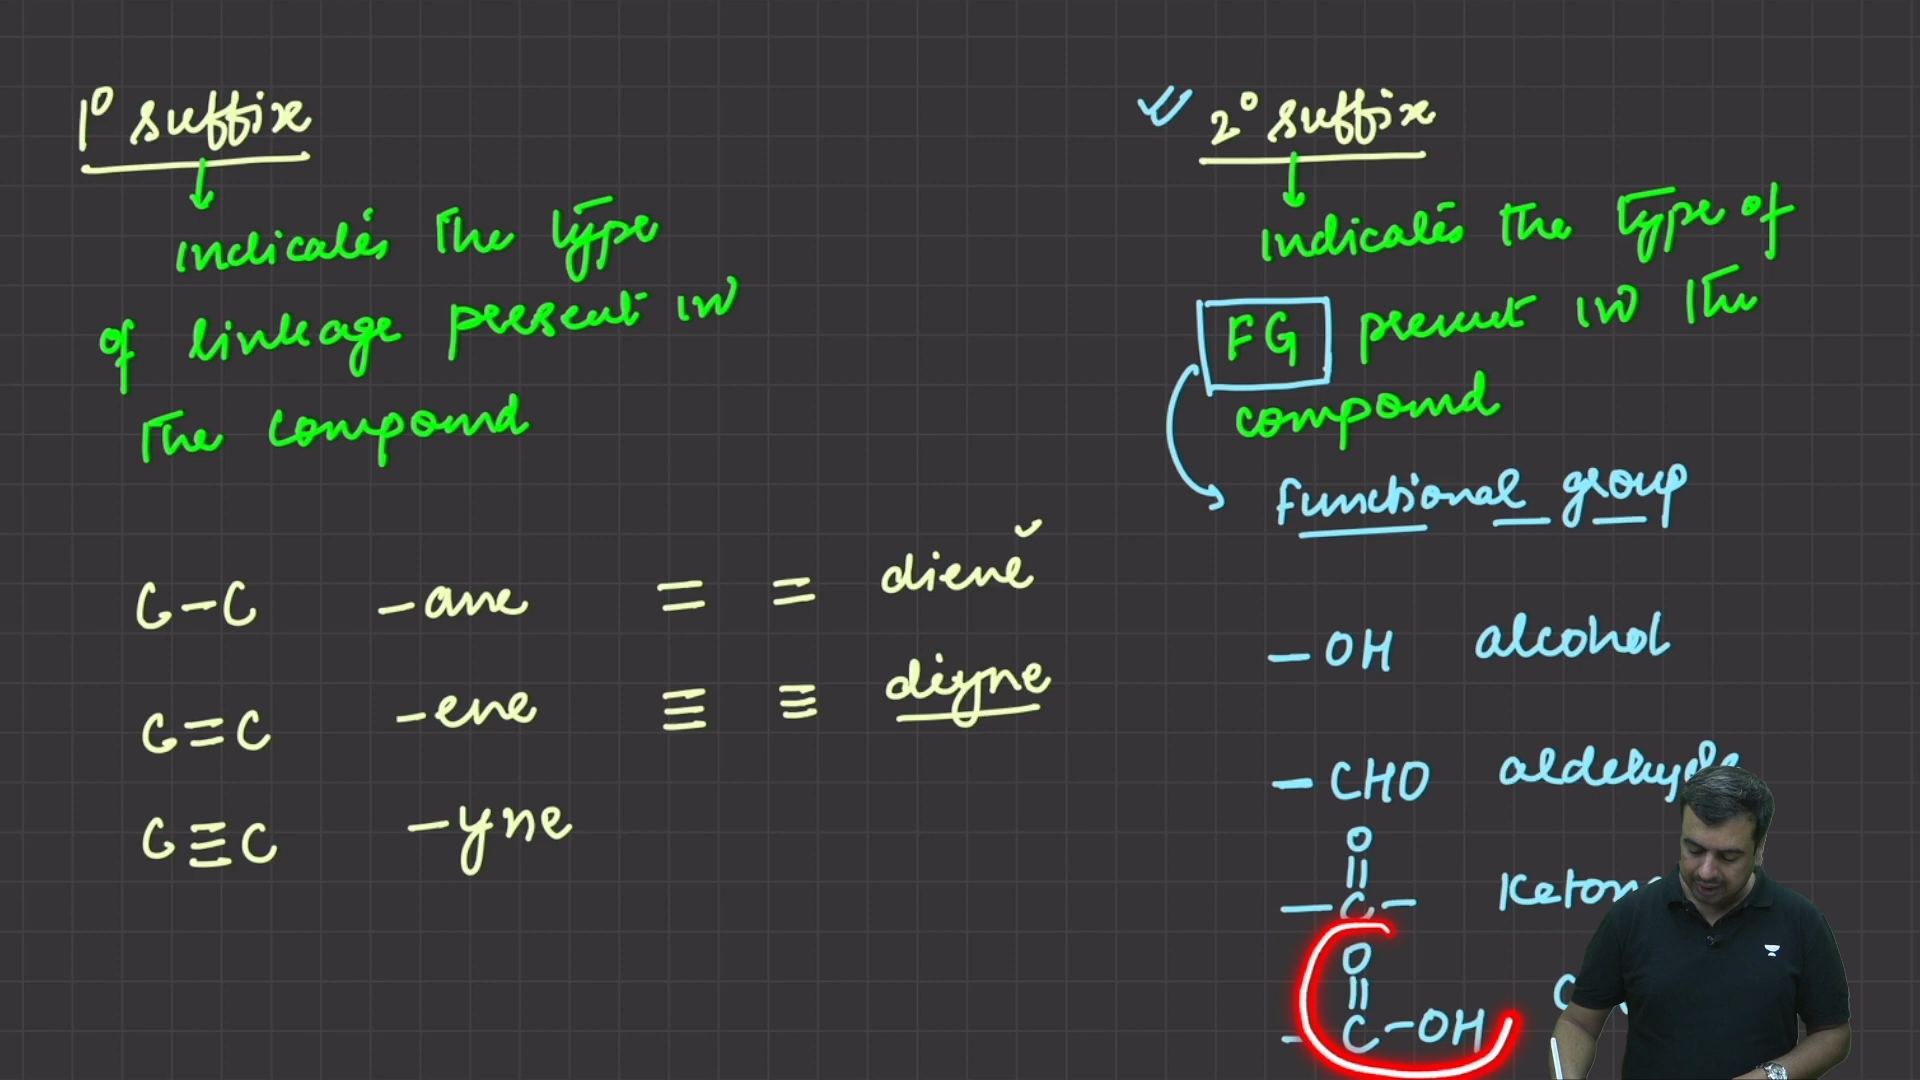 1° suffix
indicates the type
of linkage present in
the compound
C-C -ane = = diene
C=C -ene ≡ ≡ diyne
C≡C -yne
2° suffix
indicates the type of
FG present in the
compound
functional group
-OH alcohol
-CHO aldehyde
O
||
-C- Keton
O
||
-C-OH